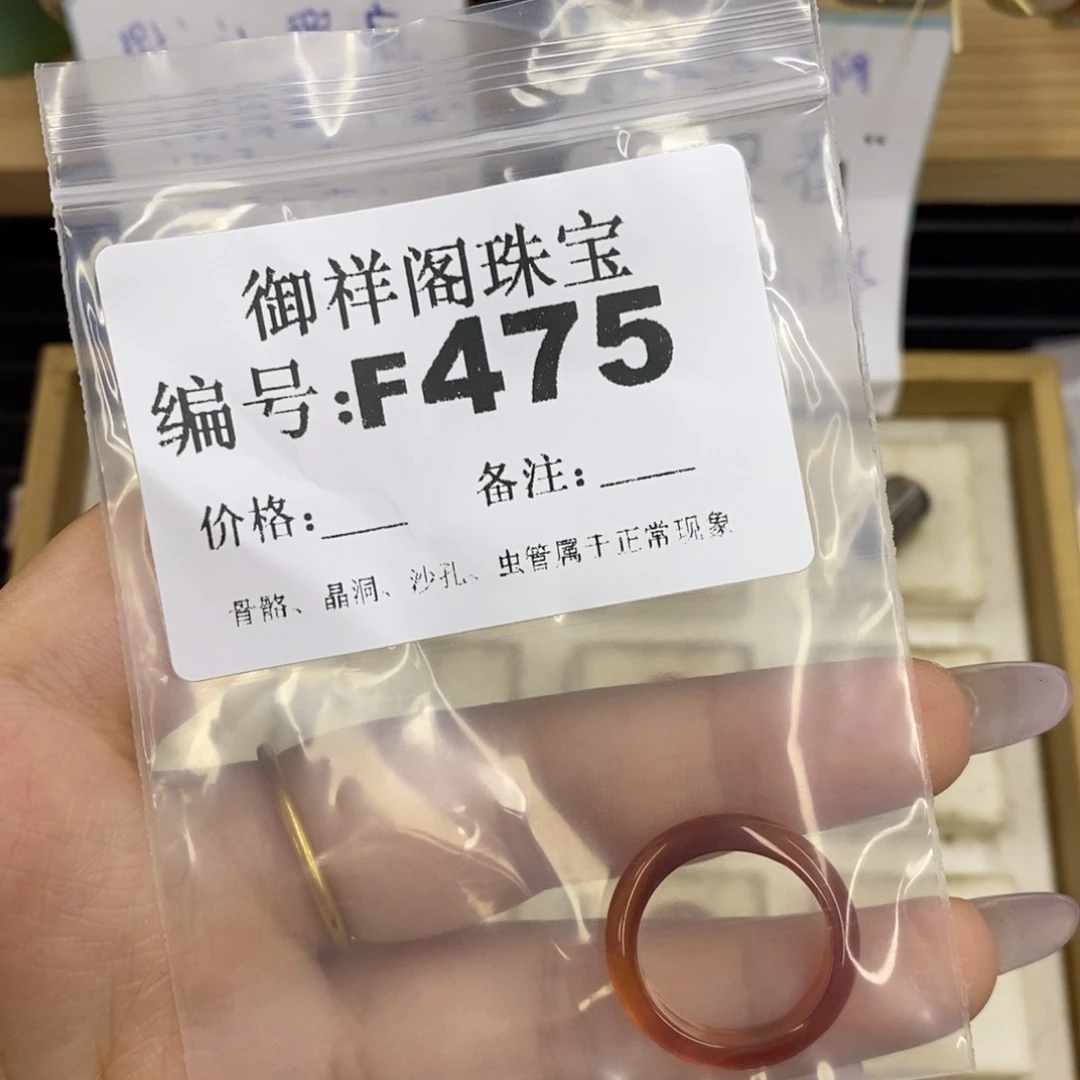 御祥阁珠宝
编号:F475
价格:___ 备注:____
骨骼、晶洞、沙孔、虫管属于正常现象